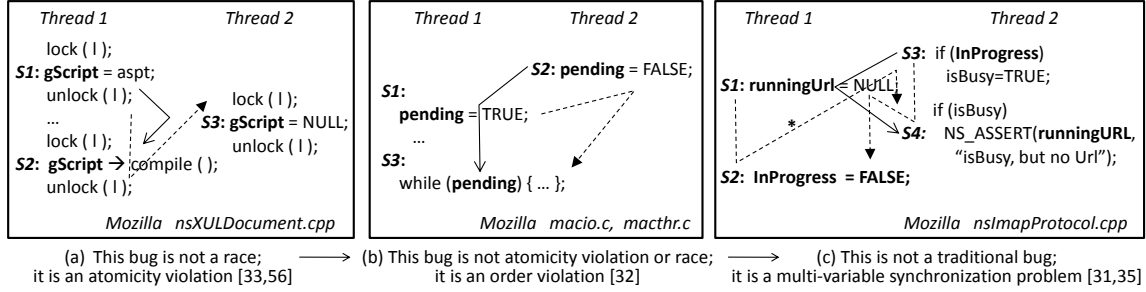 Thread 1
Thread 2
lock ( l );
S1: gScript = aspt;
unlock ( l );
...
lock ( l );
S2: gScript → compile ( );
unlock ( l );
lock ( l );
S3: gScript = NULL;
unlock ( l );
Mozilla nsXULDocument.cpp
(a) This bug is not a race;
it is an atomicity violation [33,56]
Thread 1
Thread 2
S2: pending = FALSE;
S1:
pending = TRUE;
...
S3:
while (pending) { ... };
Mozilla macio.c, macthr.c
(b) This bug is not atomicity violation or race;
it is an order violation [32]
Thread 1
Thread 2
S3: if (InProgress)
isBusy=TRUE;
S1: runningUrl = NULL;
*
if (isBusy)
S4: NS_ASSERT(runningURL,
"isBusy, but no Url");
S2: InProgress = FALSE;
Mozilla nsImapProtocol.cpp
(c) This is not a traditional bug;
it is a multi-variable synchronization problem [31,35]